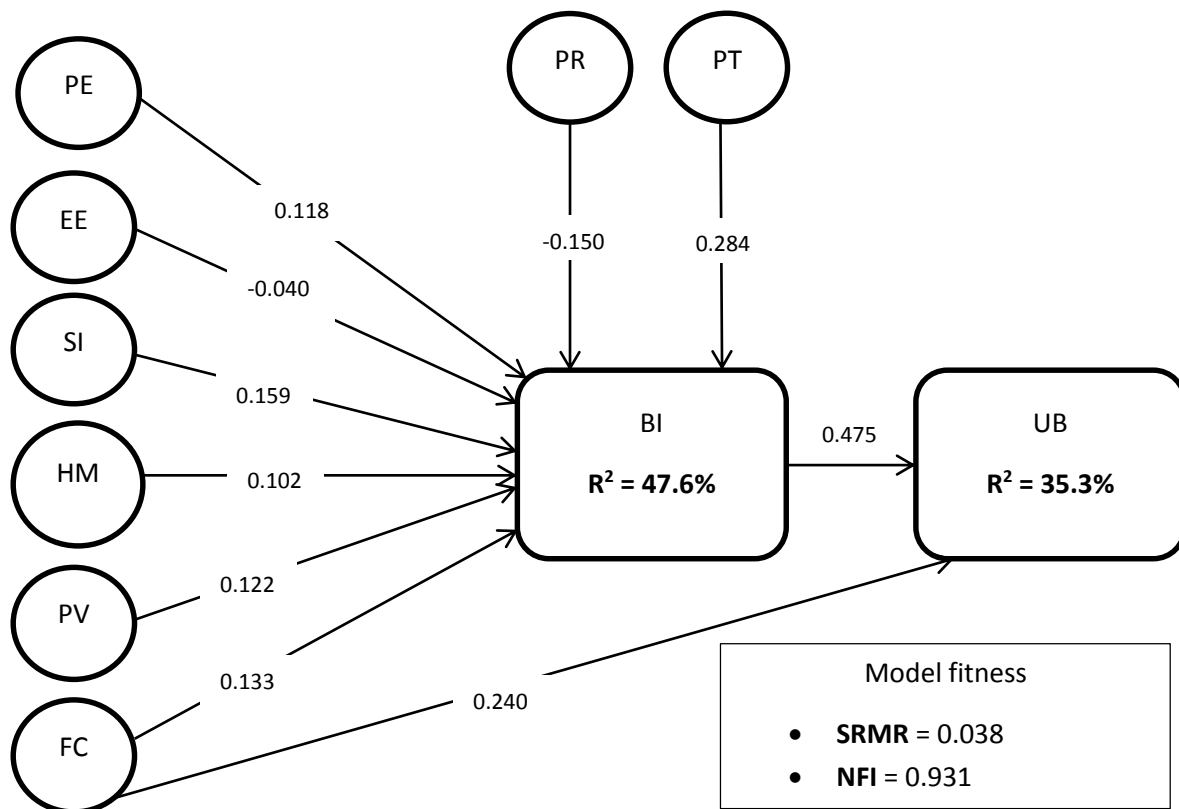 PE
PR
PT
EE
0.118
-0.150
0.284
-0.040
SI
0.159
HM
0.102
BI
R² = 47.6%
0.475
UB
R² = 35.3%
PV
0.122
FC
0.133
0.240
Model fitness
• SRMR = 0.038
• NFI = 0.931